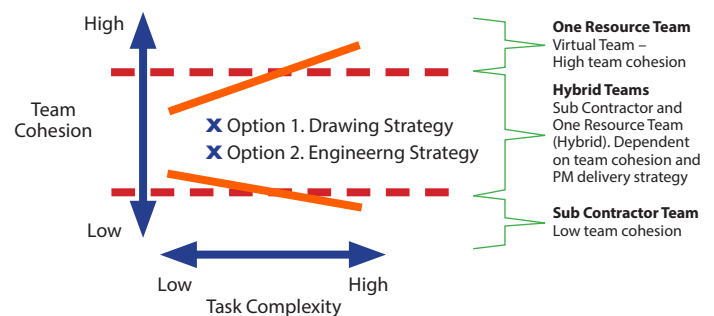 High
Team
Cohesion
Low
Low
High
Task Complexity
X Option 1. Drawing Strategy
X Option 2. Engineerng Strategy
One Resource Team
Virtual Team –
High team cohesion
Hybrid Teams
Sub Contractor and
One Resource Team
(Hybrid). Dependent
on team cohesion and
PM delivery strategy
Sub Contractor Team
Low team cohesion